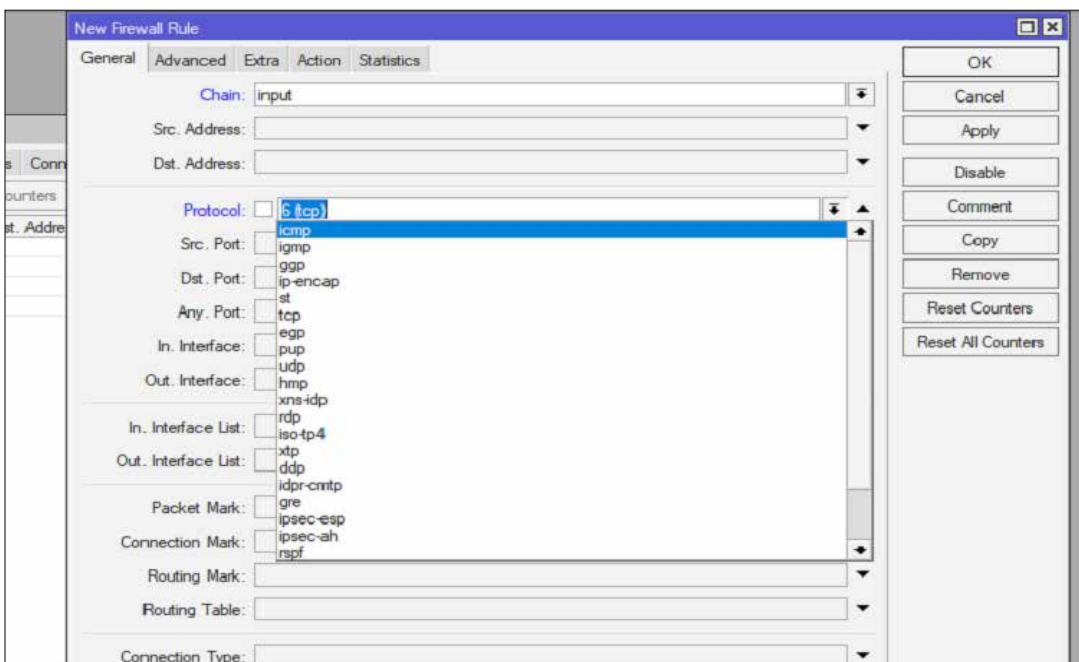 New Firewall Rule
General Advanced Extra Action Statistics
Chain: input
Src. Address:
Dst. Address:
Protocol: 6 (tcp)
icmp
igmp
ggp
ip-encap
st
tcp
egp
pup
udp
hmp
xns-idp
rdp
iso-tp4
xtp
ddp
idpr-cmtp
gre
ipsec-esp
ipsec-ah
rspf
Src. Port:
Dst. Port:
Any. Port:
In. Interface:
Out. Interface:
In. Interface List:
Out. Interface List:
Packet Mark:
Connection Mark:
Routing Mark:
Routing Table:
Connection Type:
OK
Cancel
Apply
Disable
Comment
Copy
Remove
Reset Counters
Reset All Counters
s Conn
ounters
st. Addre